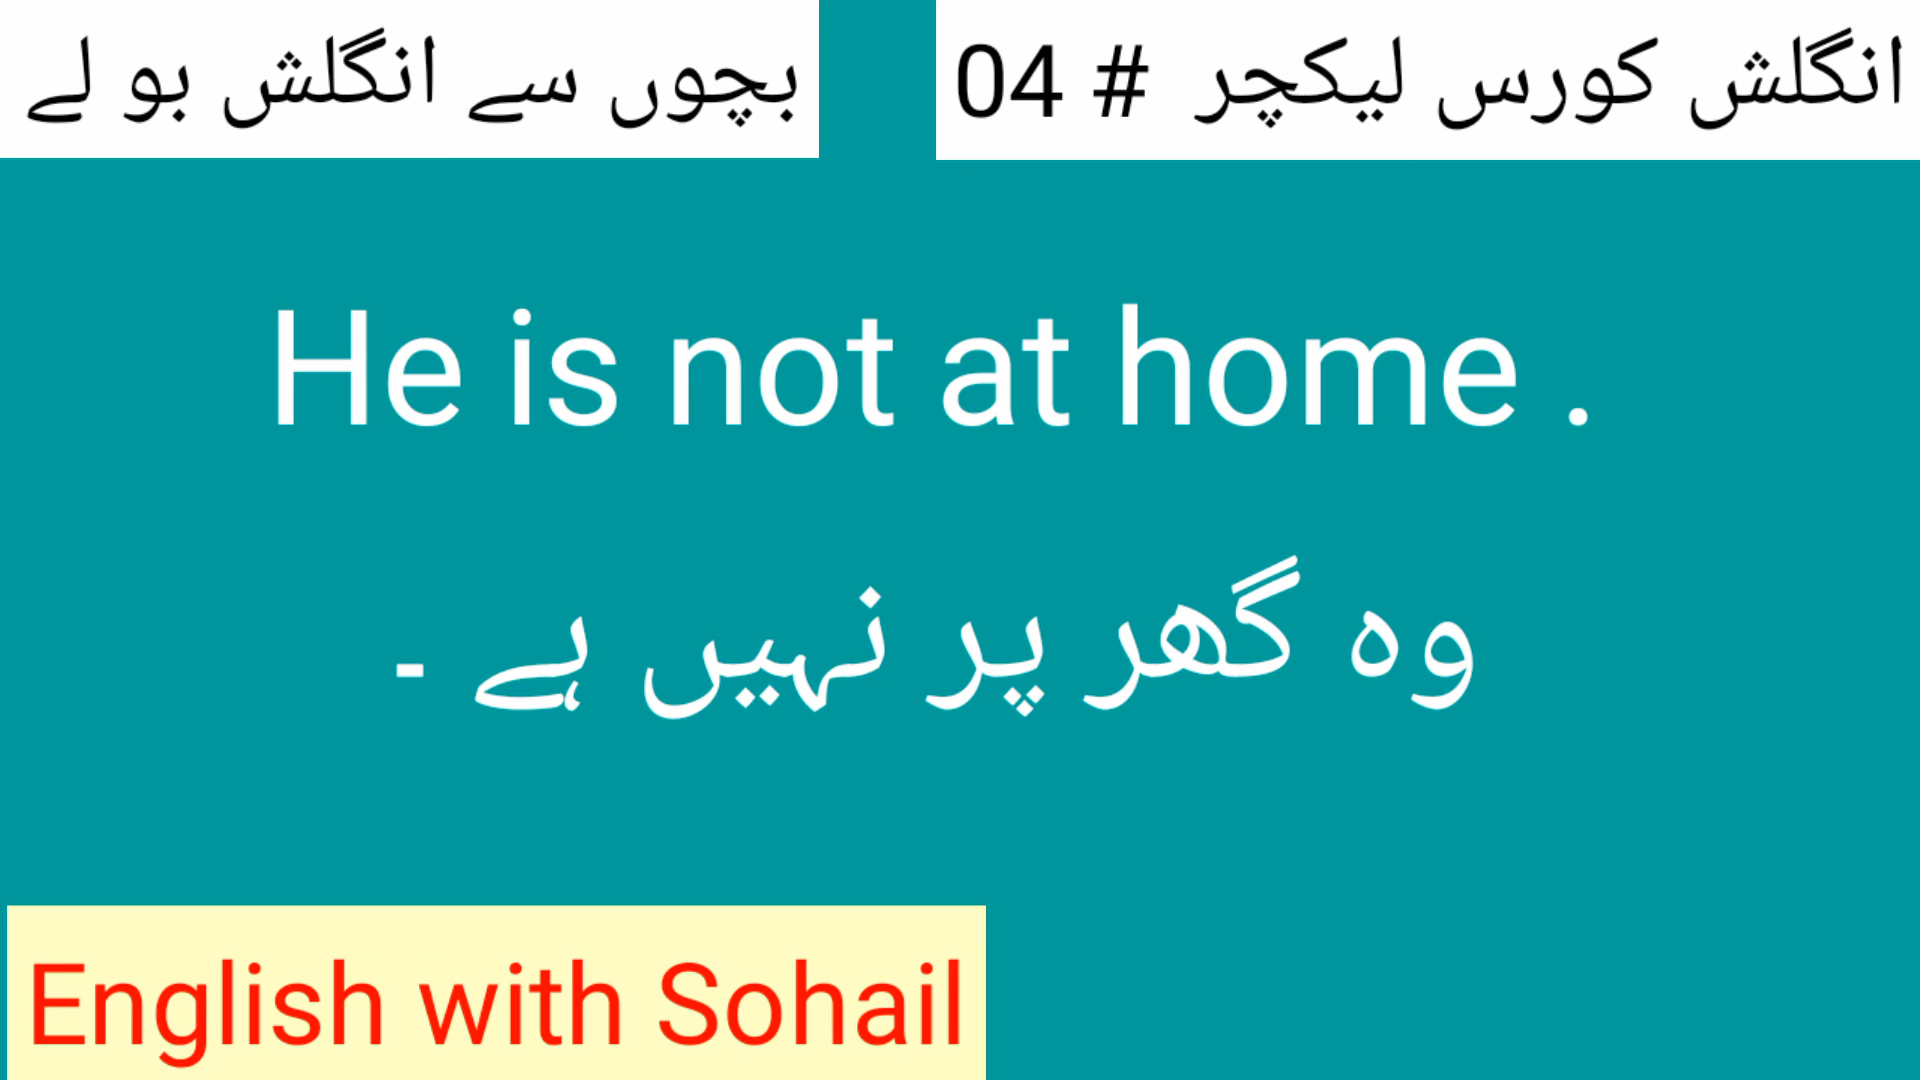 انگلش کورس لیکچر # 04
بچوں سے انگلش بو لے
He is not at home .
وہ گھر پر نہیں ہے ۔
English with Sohail